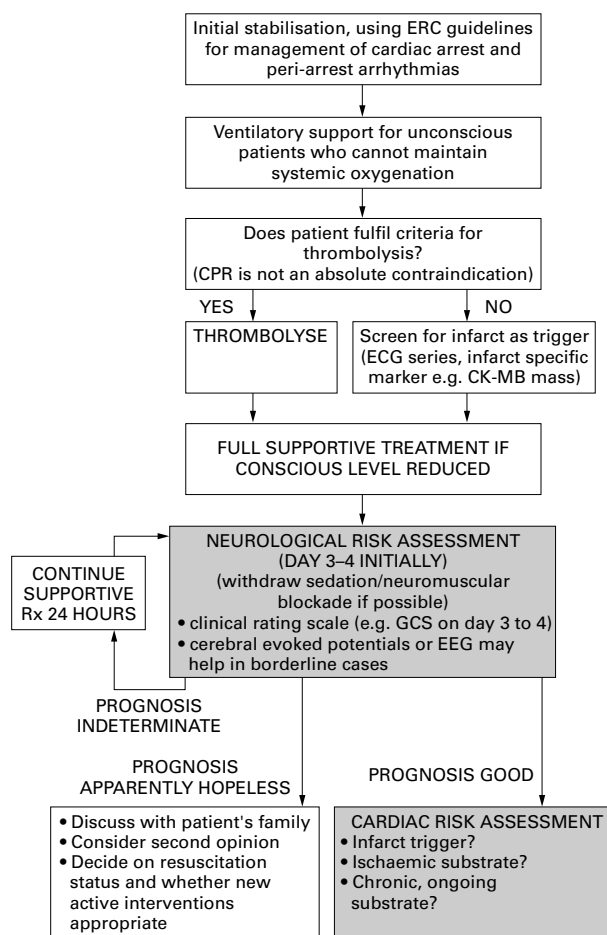 Initial stabilisation, using ERC guidelines
for management of cardiac arrest and
peri-arrest arrhythmias
Ventilatory support for unconscious
patients who cannot maintain
systemic oxygenation
Does patient fulfil criteria for
thrombolysis?
(CPR is not an absolute contraindication)
YES
NO
THROMBOLYSE
Screen for infarct as trigger
(ECG series, infarct specific
marker e.g. CK-MB mass)
FULL SUPPORTIVE TREATMENT IF
CONSCIOUS LEVEL REDUCED
NEUROLOGICAL RISK ASSESSMENT
(DAY 3–4 INITIALLY)
(withdraw sedation/neuromuscular
blockade if possible)
• clinical rating scale (e.g. GCS on day 3 to 4)
• cerebral evoked potentials or EEG may
help in borderline cases
CONTINUE
SUPPORTIVE
Rx 24 HOURS
PROGNOSIS
INDETERMINATE
PROGNOSIS
APPARENTLY HOPELESS
PROGNOSIS GOOD
• Discuss with patient's family
• Consider second opinion
• Decide on resuscitation
status and whether new
active interventions
appropriate
CARDIAC RISK ASSESSMENT
• Infarct trigger?
• Ischaemic substrate?
• Chronic, ongoing
substrate?